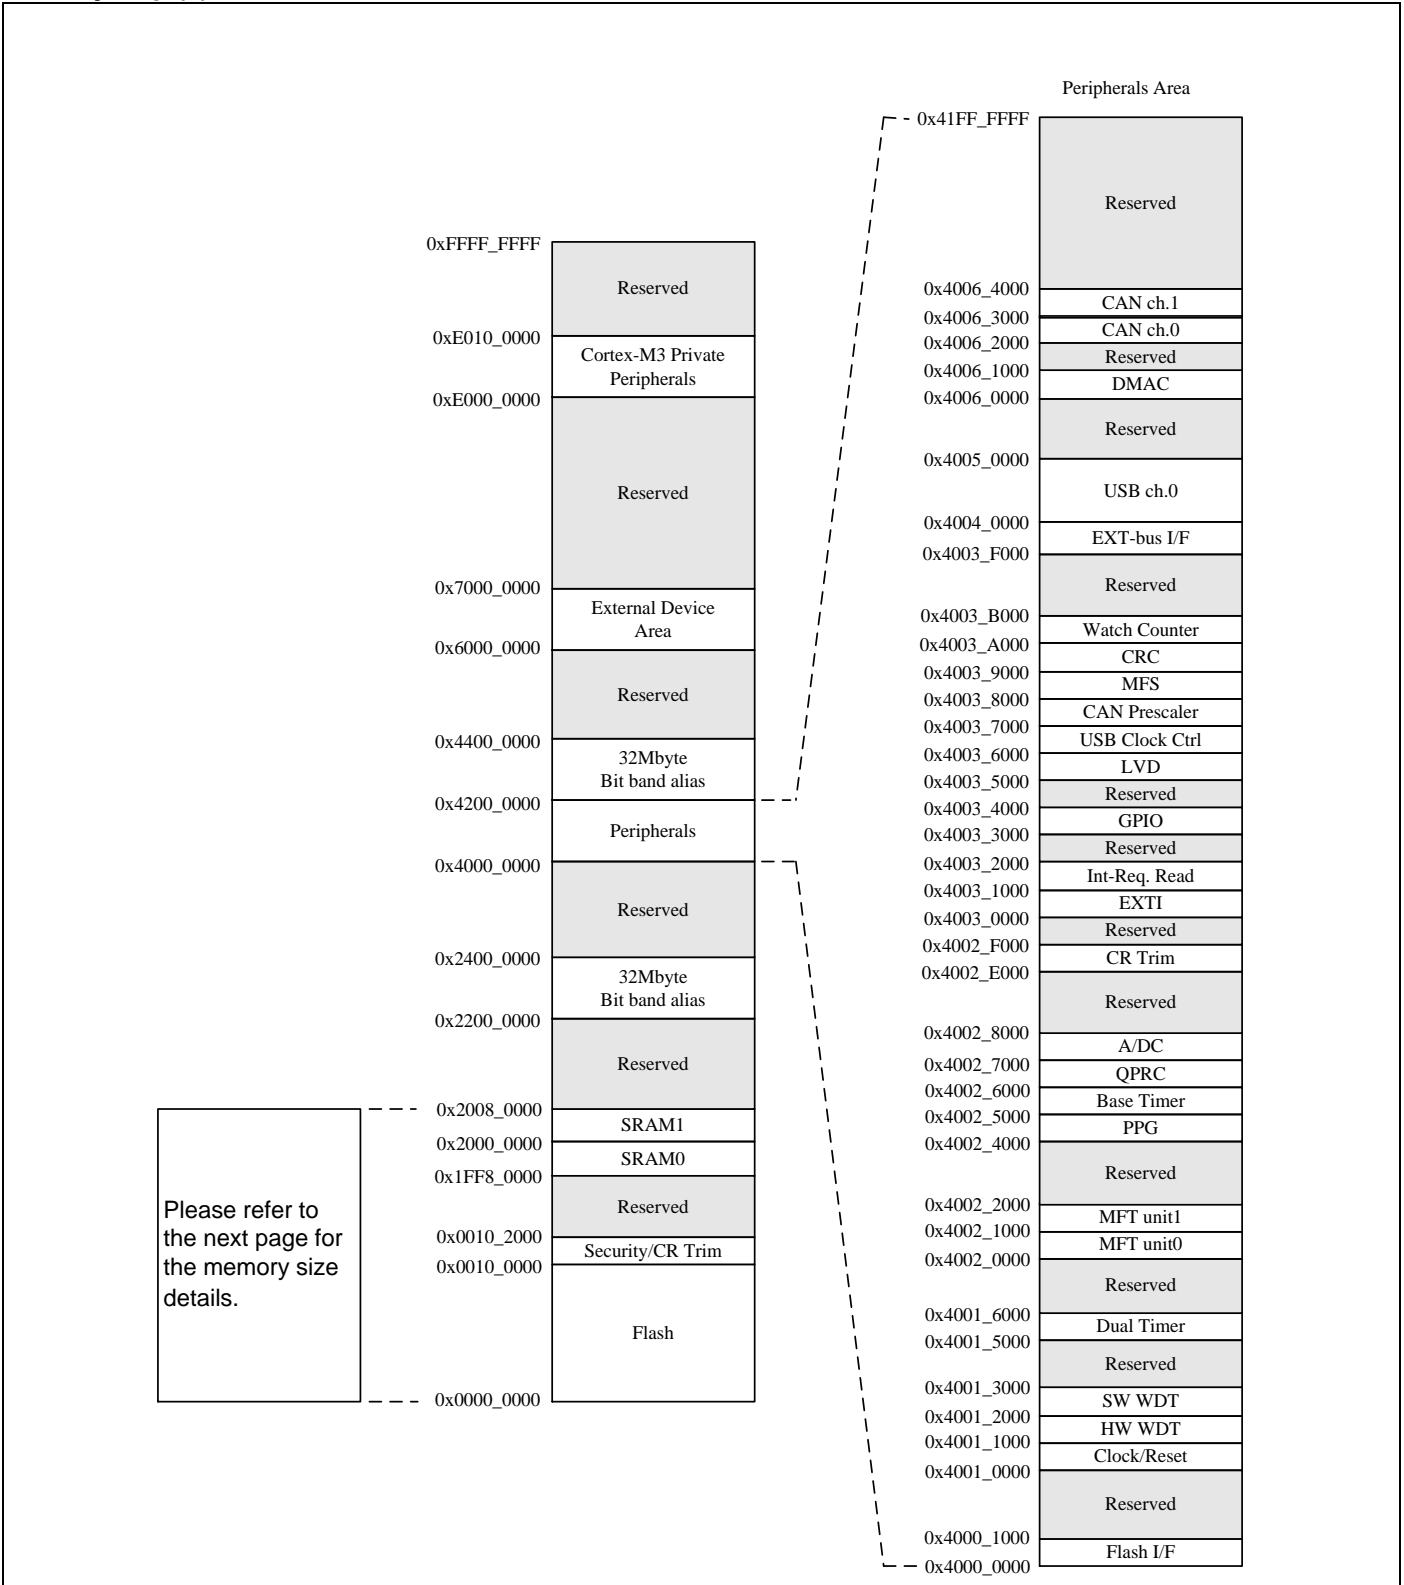 Peripherals Area
0x41FF_FFFF
Reserved
0x4006_4000
CAN ch.1
0x4006_3000
CAN ch.0
0x4006_2000
Reserved
0x4006_1000
DMAC
0x4006_0000
Reserved
0x4005_0000
USB ch.0
0x4004_0000
EXT-bus I/F
0x4003_F000
Reserved
0x4003_B000
Watch Counter
0x4003_A000
CRC
0x4003_9000
MFS
0x4003_8000
CAN Prescaler
0x4003_7000
USB Clock Ctrl
0x4003_6000
LVD
0x4003_5000
Reserved
0x4003_4000
GPIO
0x4003_3000
Reserved
0x4003_2000
Int-Req. Read
0x4003_1000
EXTI
0x4003_0000
Reserved
0x4002_F000
CR Trim
0x4002_E000
Reserved
0x4002_8000
A/DC
0x4002_7000
QPRC
0x4002_6000
Base Timer
0x4002_5000
PPG
0x4002_4000
Reserved
0x4002_2000
MFT unit1
0x4002_1000
MFT unit0
0x4002_0000
Reserved
0x4001_6000
Dual Timer
0x4001_5000
Reserved
0x4001_3000
SW WDT
0x4001_2000
HW WDT
0x4001_1000
Clock/Reset
0x4001_0000
Reserved
0x4000_1000
Flash I/F
0x4000_0000
0xFFFF_FFFF
Reserved
0xE010_0000
Cortex-M3 Private
Peripherals
0xE000_0000
Reserved
0x7000_0000
External Device
Area
0x6000_0000
Reserved
0x4400_0000
32Mbyte
Bit band alias
0x4200_0000
Peripherals
0x4000_0000
Reserved
0x2400_0000
32Mbyte
Bit band alias
0x2200_0000
Reserved
0x2008_0000
SRAM1
0x2000_0000
SRAM0
0x1FF8_0000
Reserved
0x0010_2000
Security/CR Trim
0x0010_0000
Flash
0x0000_0000
Please refer to
the next page for
the memory size
details.